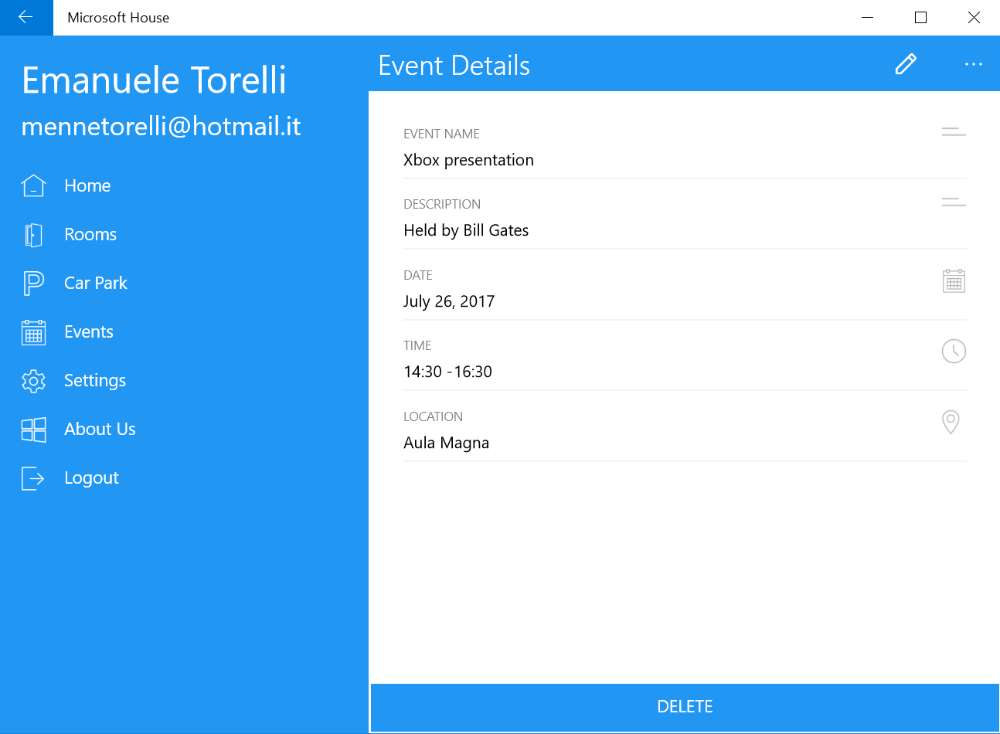 Microsoft House
Emanuele Torelli
mennetorelli@hotmail.it
Home
Rooms
Car Park
Events
Settings
About Us
Logout
Event Details
EVENT NAME
Xbox presentation
DESCRIPTION
Held by Bill Gates
DATE
July 26, 2017
TIME
14:30 -16:30
LOCATION
Aula Magna
DELETE